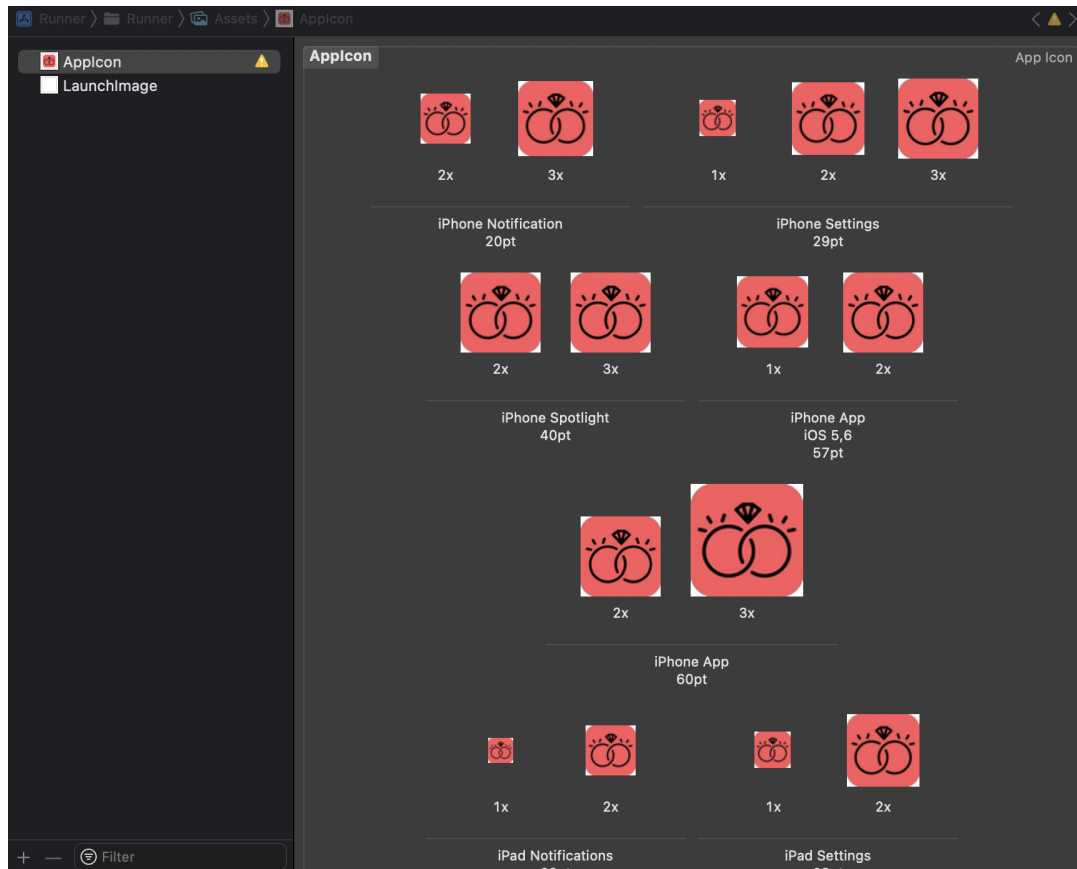 Runner 〉 Runner 〉 Assets 〉 AppIcon
AppIcon
LaunchImage
AppIcon
App Icon
2x 3x 1x 2x 3x
iPhone Notification
20pt
iPhone Settings
29pt
2x 3x 1x 2x
iPhone Spotlight
40pt
iPhone App
iOS 5,6
57pt
2x 3x
iPhone App
60pt
1x 2x 1x 2x
iPad Notifications
iPad Settings
Filter